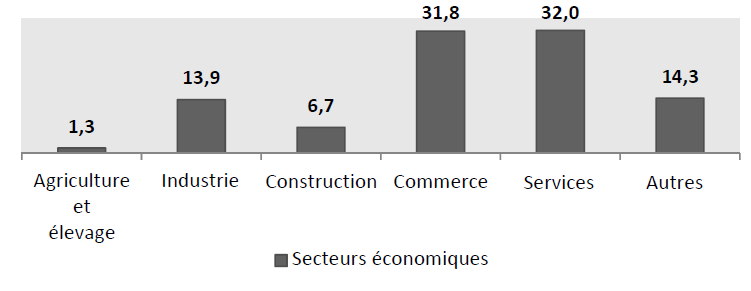 31,8
32,0
13,9
14,3
6,7
1,3
Agriculture
et
élevage
Industrie
Construction
Commerce
Services
Autres
Secteurs économiques